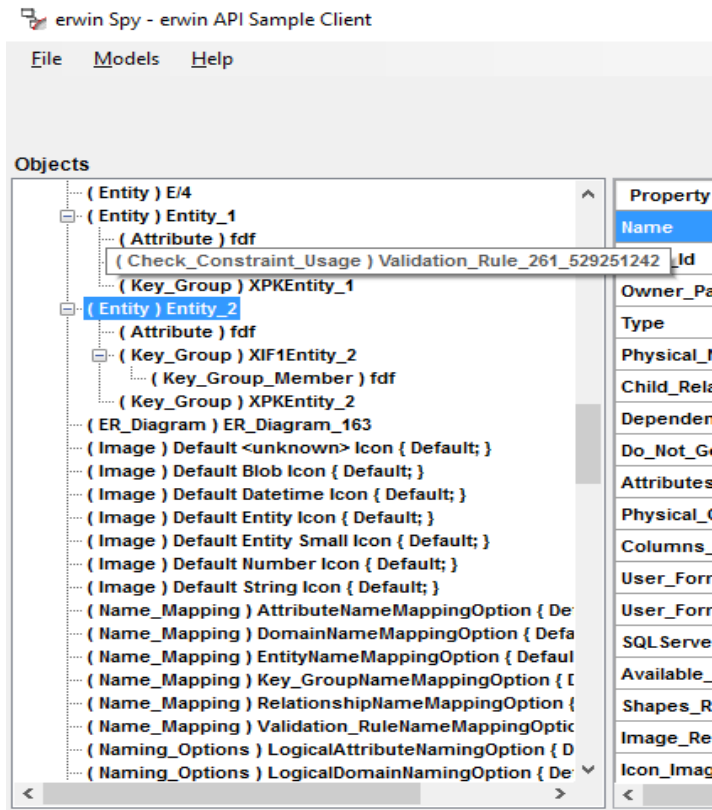 erwin Spy - erwin API Sample Client
File Models Help
Objects
( Entity ) E/4
( Entity ) Entity_1
( Attribute ) fdf
( Check_Constraint_Usage ) Validation_Rule_261_529251242
( Key_Group ) XPKEntity_1
( Entity ) Entity_2
( Attribute ) fdf
( Key_Group ) XIF1Entity_2
( Key_Group_Member ) fdf
( Key_Group ) XPKEntity_2
( ER_Diagram ) ER_Diagram_163
( Image ) Default <unknown> Icon { Default; }
( Image ) Default Blob Icon { Default; }
( Image ) Default Datetime Icon { Default; }
( Image ) Default Entity Icon { Default; }
( Image ) Default Entity Small Icon { Default; }
( Image ) Default Number Icon { Default; }
( Image ) Default String Icon { Default; }
( Name_Mapping ) AttributeNameMappingOption { De
( Name_Mapping ) DomainNameMappingOption { Defa
( Name_Mapping ) EntityNameMappingOption { Defaul
( Name_Mapping ) Key_GroupNameMappingOption {
( Name_Mapping ) RelationshipNameMappingOption {
( Name_Mapping ) Validation_RuleNameMappingOptic
( Naming_Options ) LogicalAttributeNamingOption { D
( Naming_Options ) LogicalDomainNamingOption { De
Property
Name
_Id
Owner_Pa
Type
Physical_
Child_Rela
Depender
Do_Not_Ge
Attributes
Physical_
Columns_
User_Forr
User_Forr
SQLServe
Available_
Shapes_R
Image_Re
Icon_Imag